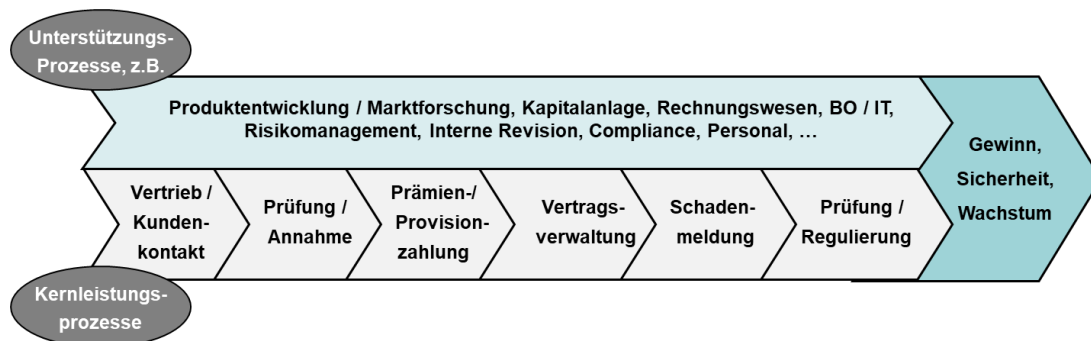 Unterstützungs-
Prozesse, z.B.
Produktentwicklung / Marktforschung, Kapitalanlage, Rechnungswesen, BO / IT,
Risikomanagement, Interne Revision, Compliance, Personal, …
Gewinn,
Sicherheit,
Wachstum
Vertrieb /
Kunden-
kontakt
Prüfung /
Annahme
Prämien-/
Provision-
zahlung
Vertrags-
verwaltung
Schaden-
meldung
Prüfung /
Regulierung
Kernleistungs-
prozesse